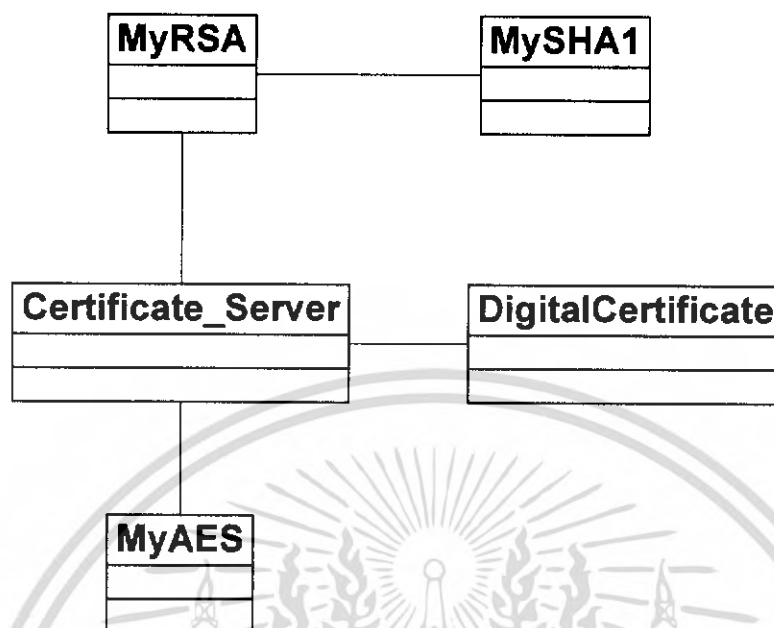 MyRSA
MySHA1
Certificate_Server
DigitalCertificate
MyAES